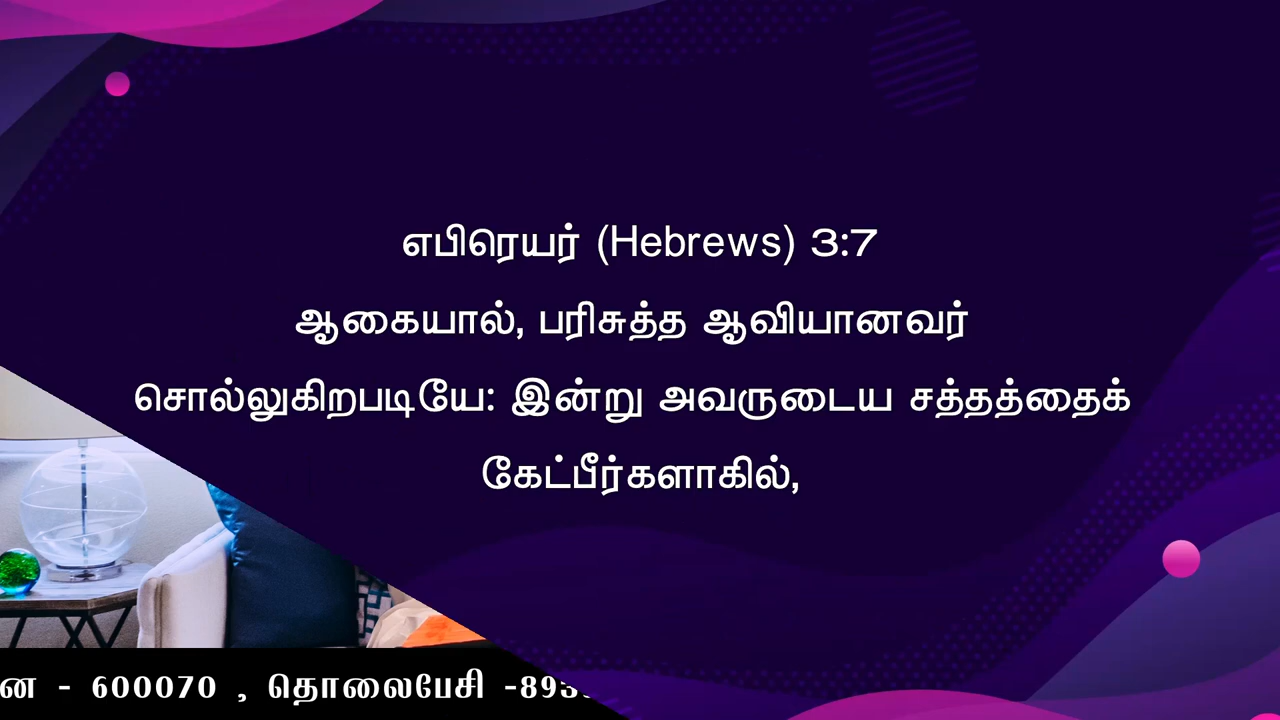 எபிரெயர் (Hebrews) 3:7
ஆகையால், பரிசுத்த ஆவியானவர்
சொல்லுகிறபடியே: இன்று அவருடைய சத்தத்தைக்
கேட்பீர்களாகில்,
- 600070 , தொலைபேசி